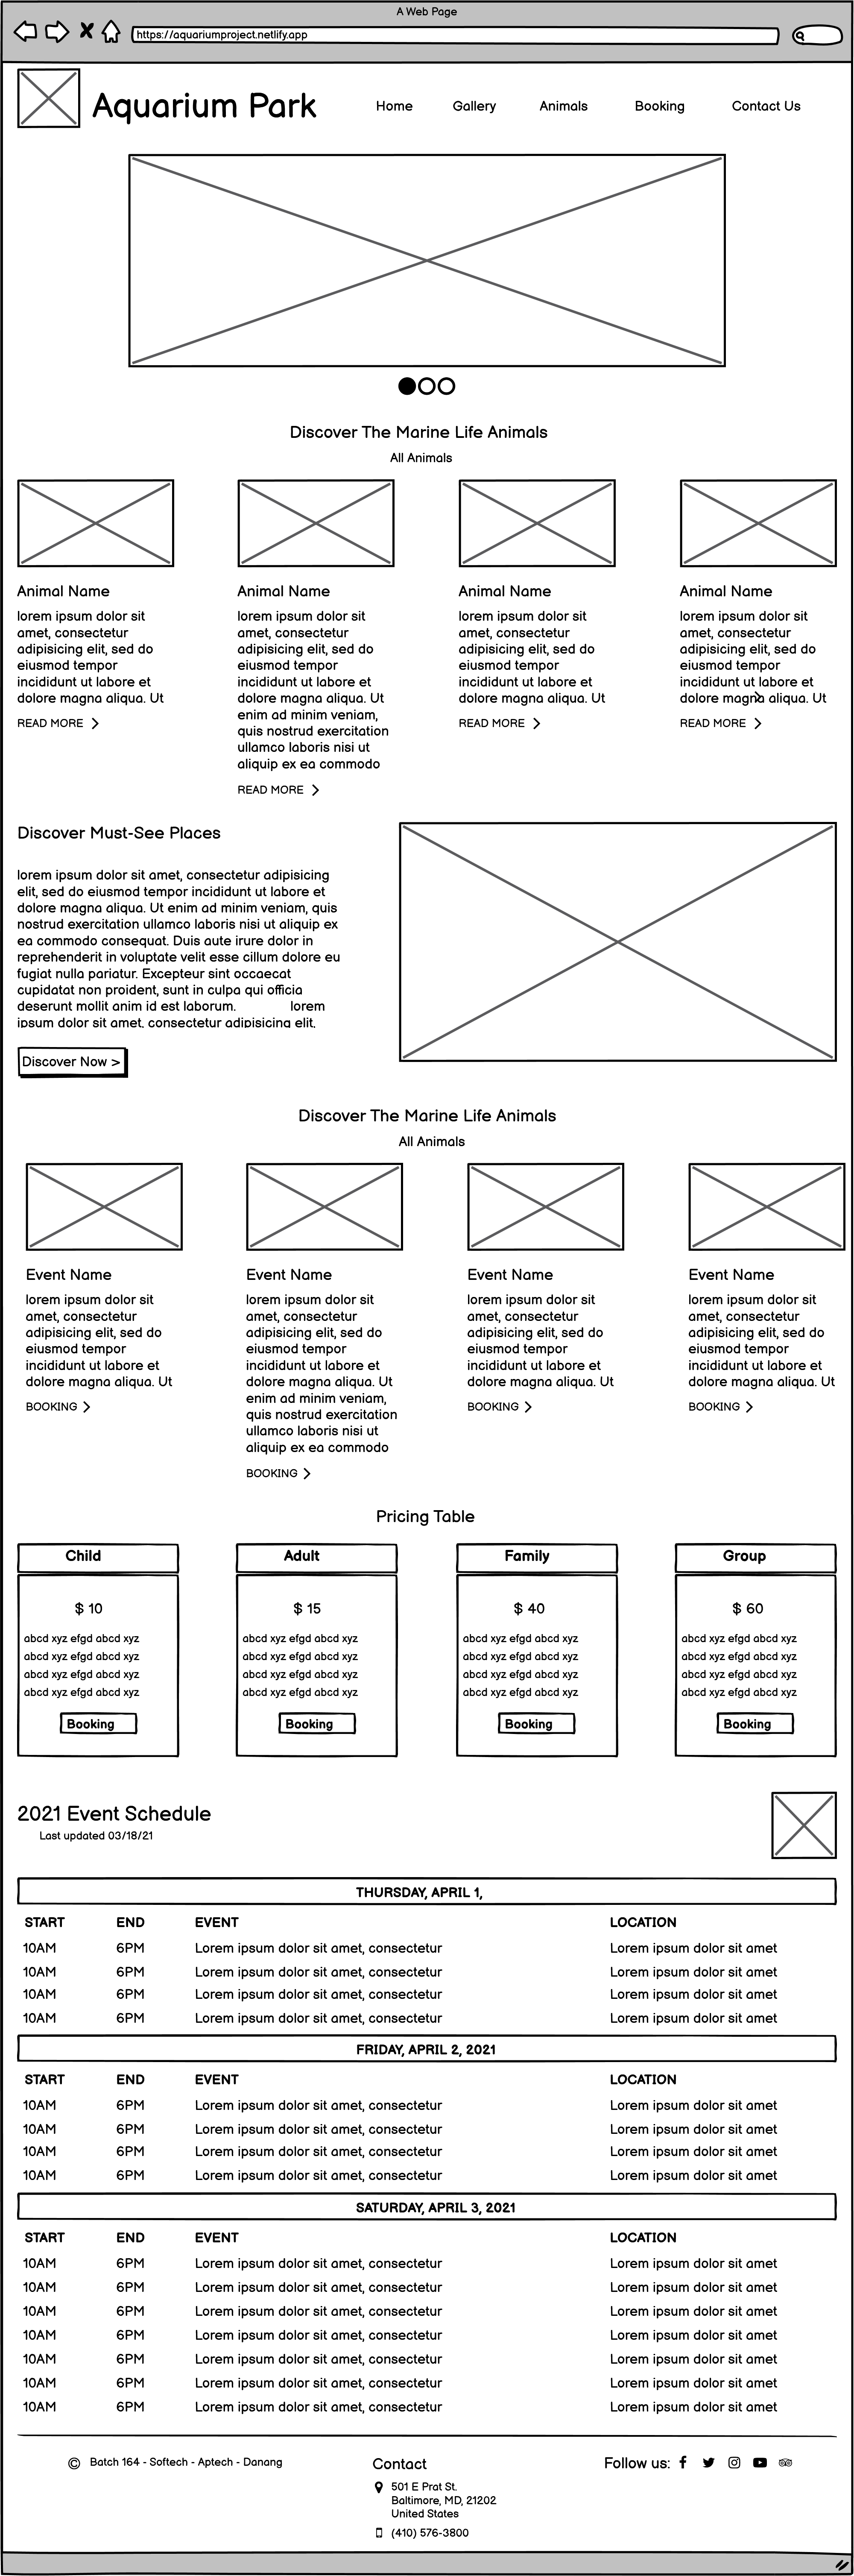 A Web Page
https://aquariumproject.netlify.app
Aquarium Park
Home Gallery Animals Booking Contact Us
Discover The Marine Life Animals
All Animals
Animal Name
lorem ipsum dolor sit
amet, consectetur
adipisicing elit, sed do
eiusmod tempor
incididunt ut labore et
dolore magna aliqua. Ut
READ MORE
Animal Name
lorem ipsum dolor sit
amet, consectetur
adipisicing elit, sed do
eiusmod tempor
incididunt ut labore et
dolore magna aliqua. Ut
enim ad minim veniam,
quis nostrud exercitation
ullamco laboris nisi ut
aliquip ex ea commodo
READ MORE
Animal Name
lorem ipsum dolor sit
amet, consectetur
adipisicing elit, sed do
eiusmod tempor
incididunt ut labore et
dolore magna aliqua. Ut
READ MORE
Animal Name
lorem ipsum dolor sit
amet, consectetur
adipisicing elit, sed do
eiusmod tempor
incididunt ut labore et
dolore magna aliqua. Ut
READ MORE
Discover Must-See Places
lorem ipsum dolor sit amet, consectetur adipisicing
elit, sed do eiusmod tempor incididunt ut labore et
dolore magna aliqua. Ut enim ad minim veniam, quis
nostrud exercitation ullamco laboris nisi ut aliquip ex
ea commodo consequat. Duis aute irure dolor in
reprehenderit in voluptate velit esse cillum dolore eu
fugiat nulla pariatur. Excepteur sint occaecat
cupidatat non proident, sunt in culpa qui officia
deserunt mollit anim id est laborum. lorem
ipsum dolor sit amet, consectetur adipisicing elit,
Discover Now >
Discover The Marine Life Animals
All Animals
Event Name
lorem ipsum dolor sit
amet, consectetur
adipisicing elit, sed do
eiusmod tempor
incididunt ut labore et
dolore magna aliqua. Ut
BOOKING
Event Name
lorem ipsum dolor sit
amet, consectetur
adipisicing elit, sed do
eiusmod tempor
incididunt ut labore et
dolore magna aliqua. Ut
enim ad minim veniam,
quis nostrud exercitation
ullamco laboris nisi ut
aliquip ex ea commodo
BOOKING
Event Name
lorem ipsum dolor sit
amet, consectetur
adipisicing elit, sed do
eiusmod tempor
incididunt ut labore et
dolore magna aliqua. Ut
BOOKING
Event Name
lorem ipsum dolor sit
amet, consectetur
adipisicing elit, sed do
eiusmod tempor
incididunt ut labore et
dolore magna aliqua. Ut
BOOKING
Pricing Table
Child
$ 10
abcd xyz efgd abcd xyz
abcd xyz efgd abcd xyz
abcd xyz efgd abcd xyz
abcd xyz efgd abcd xyz
Booking
Adult
$ 15
abcd xyz efgd abcd xyz
abcd xyz efgd abcd xyz
abcd xyz efgd abcd xyz
abcd xyz efgd abcd xyz
Booking
Family
$ 40
abcd xyz efgd abcd xyz
abcd xyz efgd abcd xyz
abcd xyz efgd abcd xyz
abcd xyz efgd abcd xyz
Booking
Group
$ 60
abcd xyz efgd abcd xyz
abcd xyz efgd abcd xyz
abcd xyz efgd abcd xyz
abcd xyz efgd abcd xyz
Booking
2021 Event Schedule
Last updated 03/18/21
THURSDAY, APRIL 1,
START END EVENT LOCATION
10AM 6PM Lorem ipsum dolor sit amet, consectetur Lorem ipsum dolor sit amet
10AM 6PM Lorem ipsum dolor sit amet, consectetur Lorem ipsum dolor sit amet
10AM 6PM Lorem ipsum dolor sit amet, consectetur Lorem ipsum dolor sit amet
10AM 6PM Lorem ipsum dolor sit amet, consectetur Lorem ipsum dolor sit amet
FRIDAY, APRIL 2, 2021
START END EVENT LOCATION
10AM 6PM Lorem ipsum dolor sit amet, consectetur Lorem ipsum dolor sit amet
10AM 6PM Lorem ipsum dolor sit amet, consectetur Lorem ipsum dolor sit amet
10AM 6PM Lorem ipsum dolor sit amet, consectetur Lorem ipsum dolor sit amet
10AM 6PM Lorem ipsum dolor sit amet, consectetur Lorem ipsum dolor sit amet
SATURDAY, APRIL 3, 2021
START END EVENT LOCATION
10AM 6PM Lorem ipsum dolor sit amet, consectetur Lorem ipsum dolor sit amet
10AM 6PM Lorem ipsum dolor sit amet, consectetur Lorem ipsum dolor sit amet
10AM 6PM Lorem ipsum dolor sit amet, consectetur Lorem ipsum dolor sit amet
10AM 6PM Lorem ipsum dolor sit amet, consectetur Lorem ipsum dolor sit amet
10AM 6PM Lorem ipsum dolor sit amet, consectetur Lorem ipsum dolor sit amet
10AM 6PM Lorem ipsum dolor sit amet, consectetur Lorem ipsum dolor sit amet
10AM 6PM Lorem ipsum dolor sit amet, consectetur Lorem ipsum dolor sit amet
© Batch 164 - Softech - Aptech - Danang
Contact
501 E Prat St.
Baltimore, MD, 21202
United States
(410) 576-3800
Follow us: